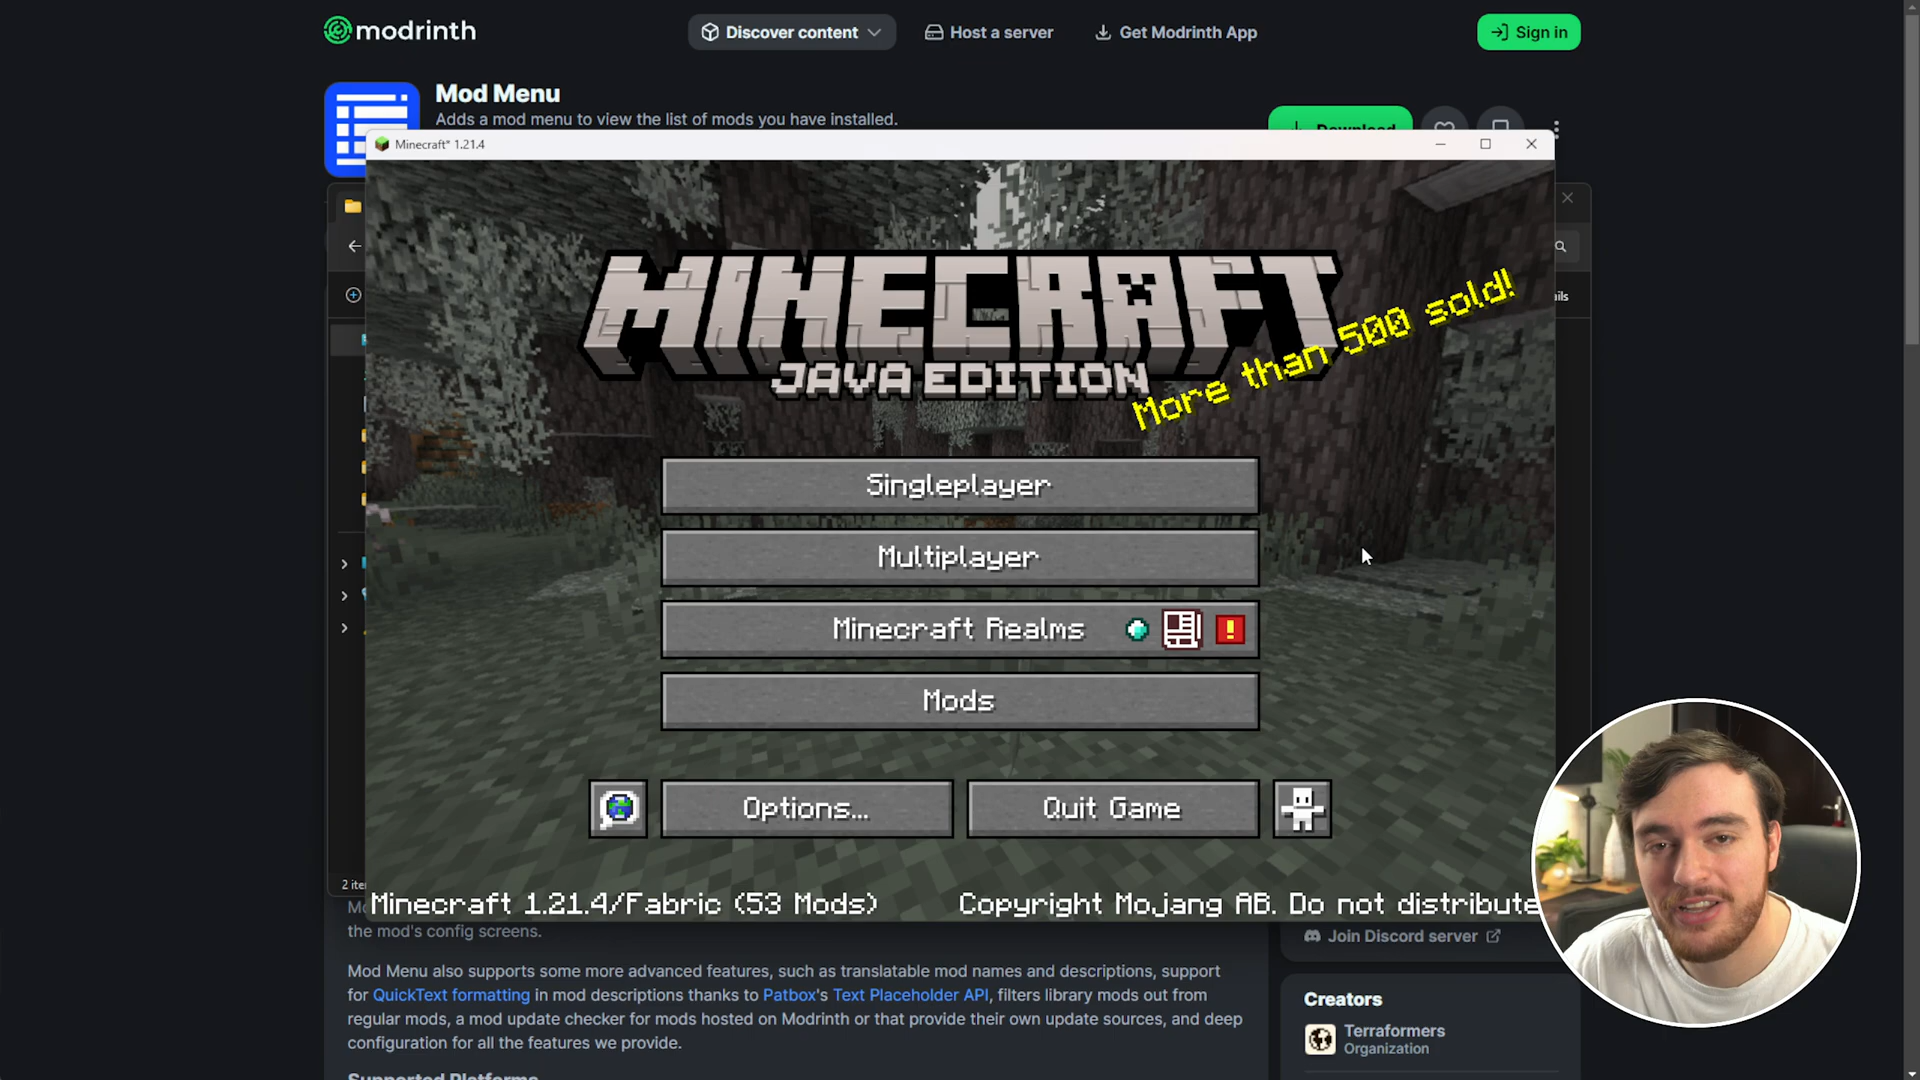 modrinth
Discover content
Host a server
Get Modrinth App
Sign in
Mod Menu
Adds a mod menu to view the list of mods you have installed.
Download
Minecraft* 1.21.4
MINECRAFT
JAVA EDITION
More than 500 sold!
Singleplayer
Multiplayer
Minecraft Realms
Mods
Options...
Quit Game
Minecraft 1.21.4/Fabric (53 Mods)
Copyright Mojang AB. Do not distribute
the mod's config screens.
Join Discord server
Mod Menu also supports some more advanced features, such as translatable mod names and descriptions, support
for QuickText formatting in mod descriptions thanks to Patbox's Text Placeholder API, filters library mods out from
regular mods, a mod update checker for mods hosted on Modrinth or that provide their own update sources, and deep
configuration for all the features we provide.
Supported Platforms
Creators
Terraformers
Organization